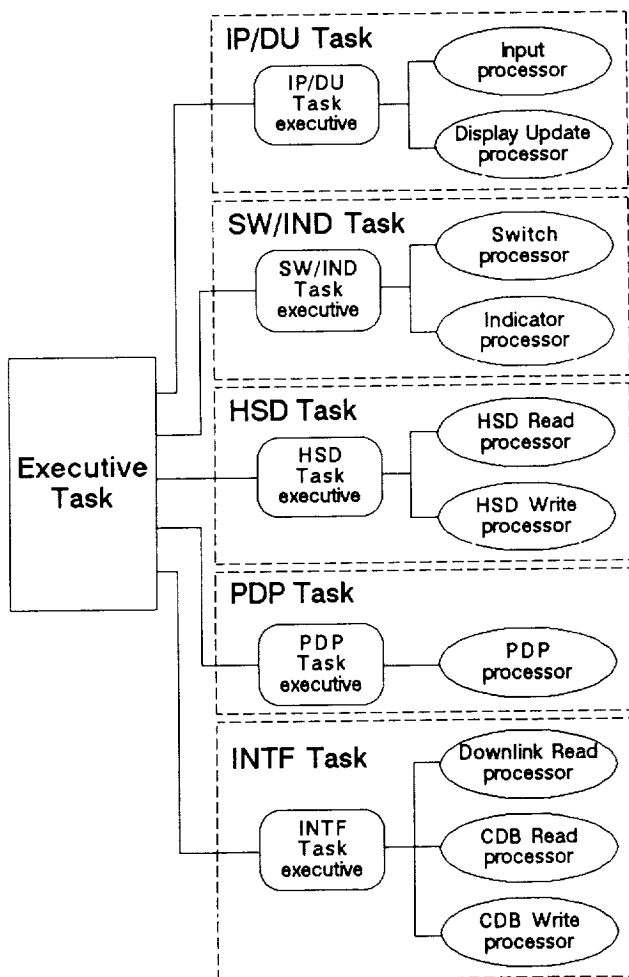 IP/DU Task
IP/DU
Task
executive
Input
processor
Display Update
processor
SW/IND Task
SW/IND
Task
executive
Switch
processor
Indicator
processor
Executive
Task
HSD Task
HSD
Task
executive
HSD Read
processor
HSD Write
processor
PDP Task
PDP
Task
executive
PDP
processor
INTF Task
INTF
Task
executive
Downlink Read
processor
CDB Read
processor
CDB Write
processor